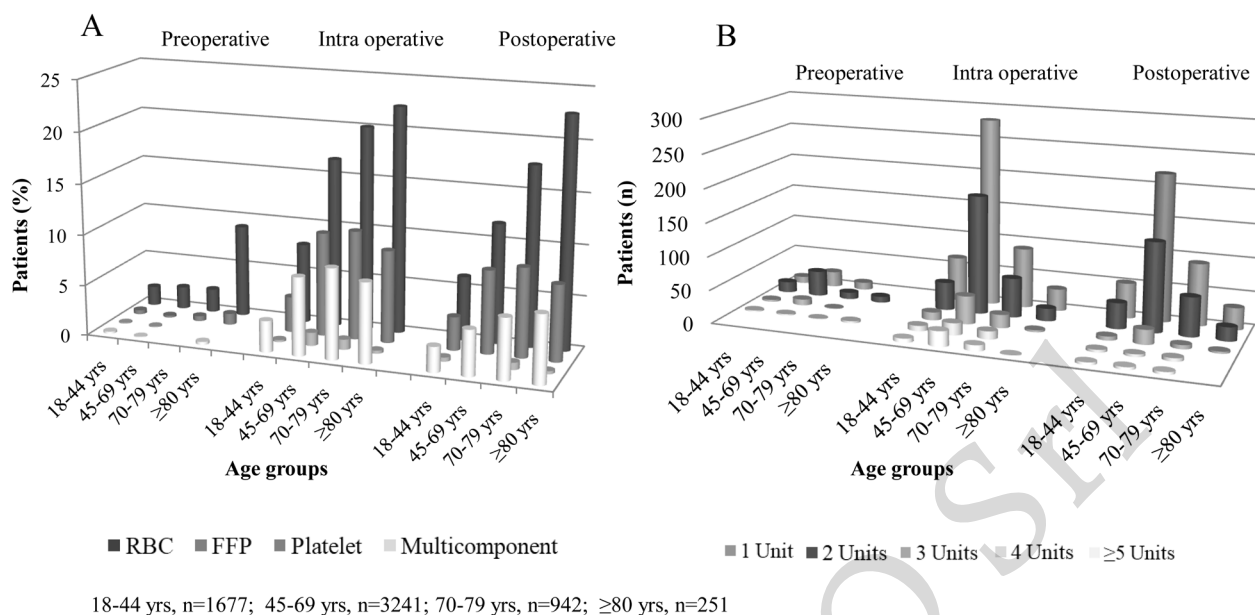 A
Preoperative Intra operative Postoperative
25
20
15
10
5
0
Patients (%)
18-44 yrs
45-69 yrs
70-79 yrs
≥80 yrs
18-44 yrs
45-69 yrs
70-79 yrs
≥80 yrs
18-44 yrs
45-69 yrs
70-79 yrs
≥80 yrs
Age groups
RBC FFP Platelet Multicomponent
B
Preoperative Intra operative Postoperative
300
250
200
150
100
50
0
Patients (n)
18-44 yrs
45-69 yrs
70-79 yrs
≥80 yrs
18-44 yrs
45-69 yrs
70-79 yrs
≥80 yrs
18-44 yrs
45-69 yrs
70-79 yrs
≥80 yrs
Age groups
1 Unit 2 Units 3 Units 4 Units ≥5 Units
18-44 yrs, n=1677; 45-69 yrs, n=3241; 70-79 yrs, n=942; ≥80 yrs, n=251
O Srl